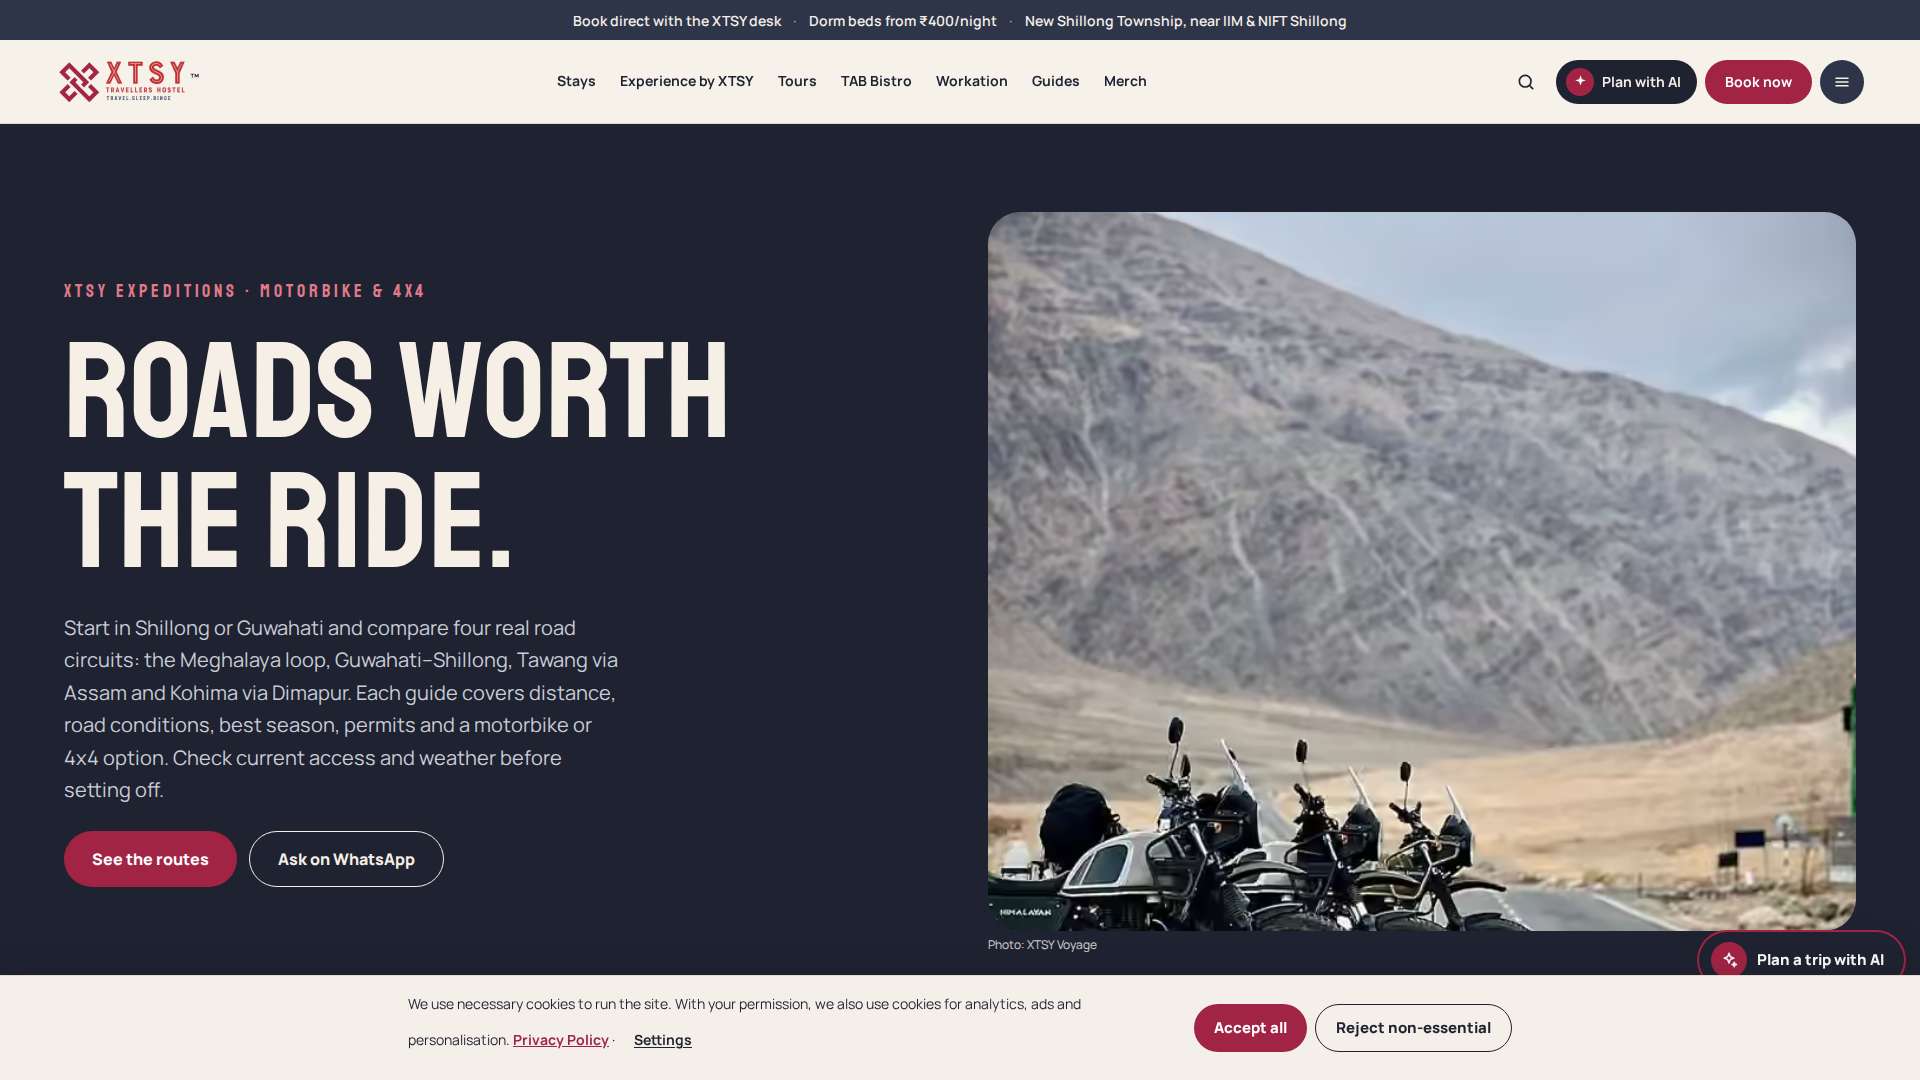 Book direct with the XTSY desk · Dorm beds from ₹400/night · New Shillong Township, near IIM & NIFT Shillong
XTSY™
TRAVELLERS HOSTEL
TRAVEL.SLEEP.BINGE
Stays Experience by XTSY Tours TAB Bistro Workation Guides Merch
Plan with AI
Book now
XTSY EXPEDITIONS · MOTORBIKE & 4X4
ROADS WORTH
THE RIDE.
Start in Shillong or Guwahati and compare four real road
circuits: the Meghalaya loop, Guwahati–Shillong, Tawang via
Assam and Kohima via Dimapur. Each guide covers distance,
road conditions, best season, permits and a motorbike or
4x4 option. Check current access and weather before
setting off.
See the routes
Ask on WhatsApp
HIMALAYAN
Photo: XTSY Voyage
Plan a trip with AI
We use necessary cookies to run the site. With your permission, we also use cookies for analytics, ads and
personalisation. Privacy Policy · Settings
Accept all
Reject non-essential